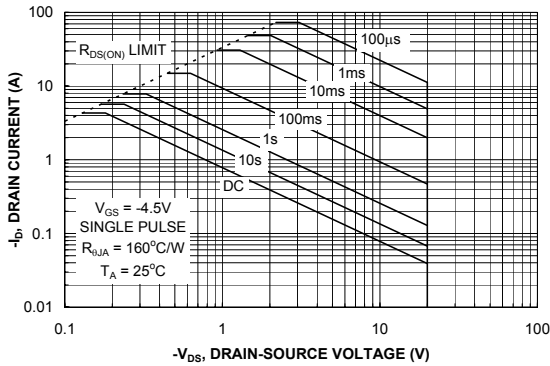 100
10
1
0.1
0.01
-I_D, DRAIN CURRENT (A)
R_DS(ON) LIMIT
100µs
1ms
10ms
100ms
1s
10s
DC
V_GS = -4.5V
SINGLE PULSE
R_θJA = 160°C/W
T_A = 25°C
0.1
1
10
100
-V_DS, DRAIN-SOURCE VOLTAGE (V)